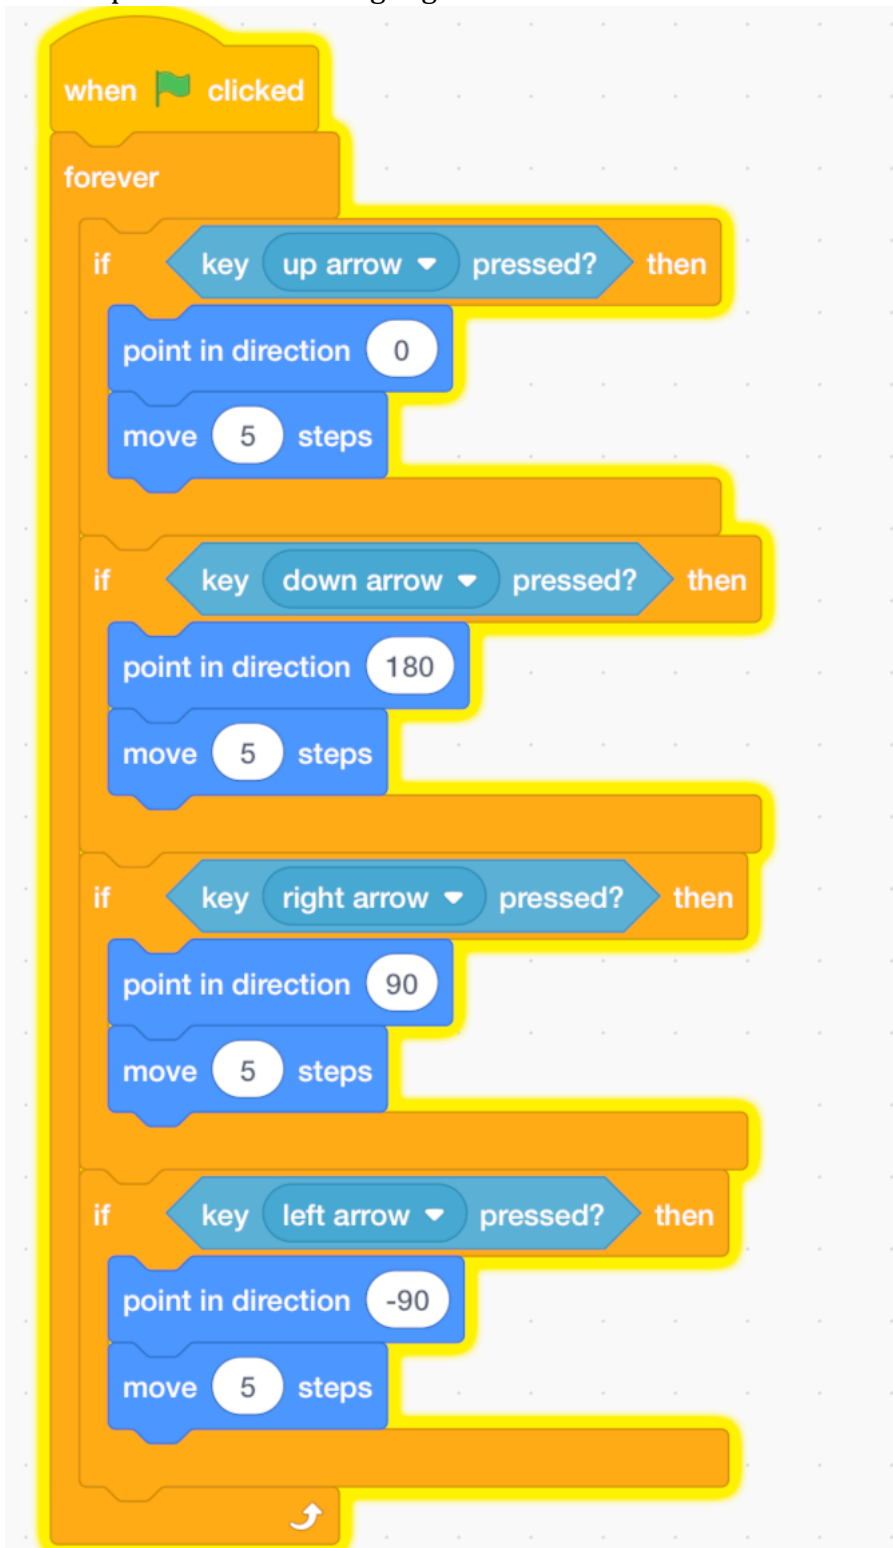 when clicked
forever
if key up arrow pressed? then
point in direction 0
move 5 steps
if key down arrow pressed? then
point in direction 180
move 5 steps
if key right arrow pressed? then
point in direction 90
move 5 steps
if key left arrow pressed? then
point in direction -90
move 5 steps